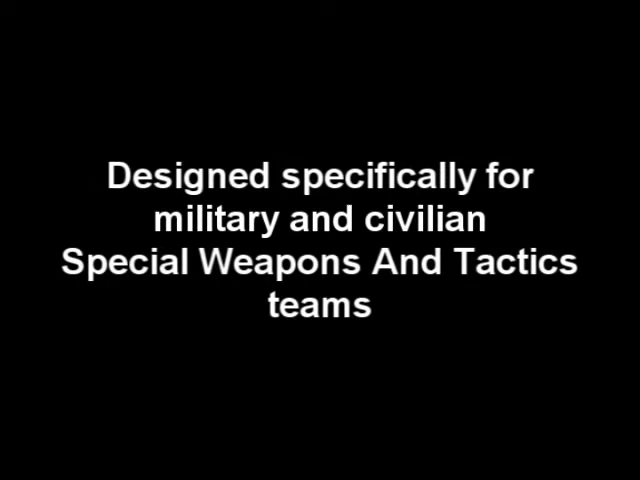 Designed specifically for
military and civilian
Special Weapons And Tactics
teams